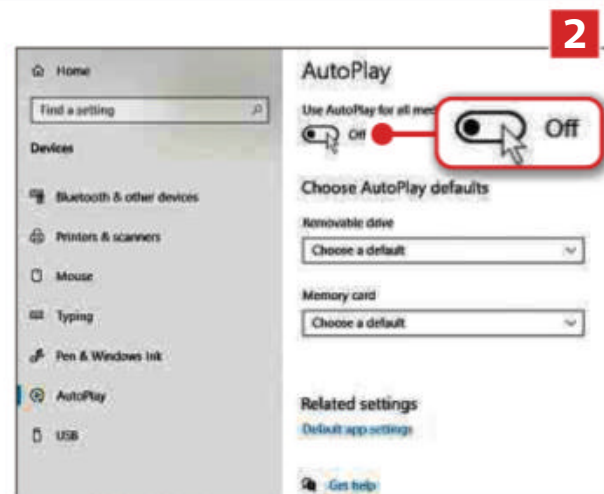 2
Home
Find a setting
Devices
Bluetooth & other devices
Printers & scanners
Mouse
Typing
Pen & Windows Ink
AutoPlay
USB
AutoPlay
Use AutoPlay for all med
Off
Off
Choose AutoPlay defaults
Removable drive
Choose a default
Memory card
Choose a default
Related settings
Default app settings
Get help